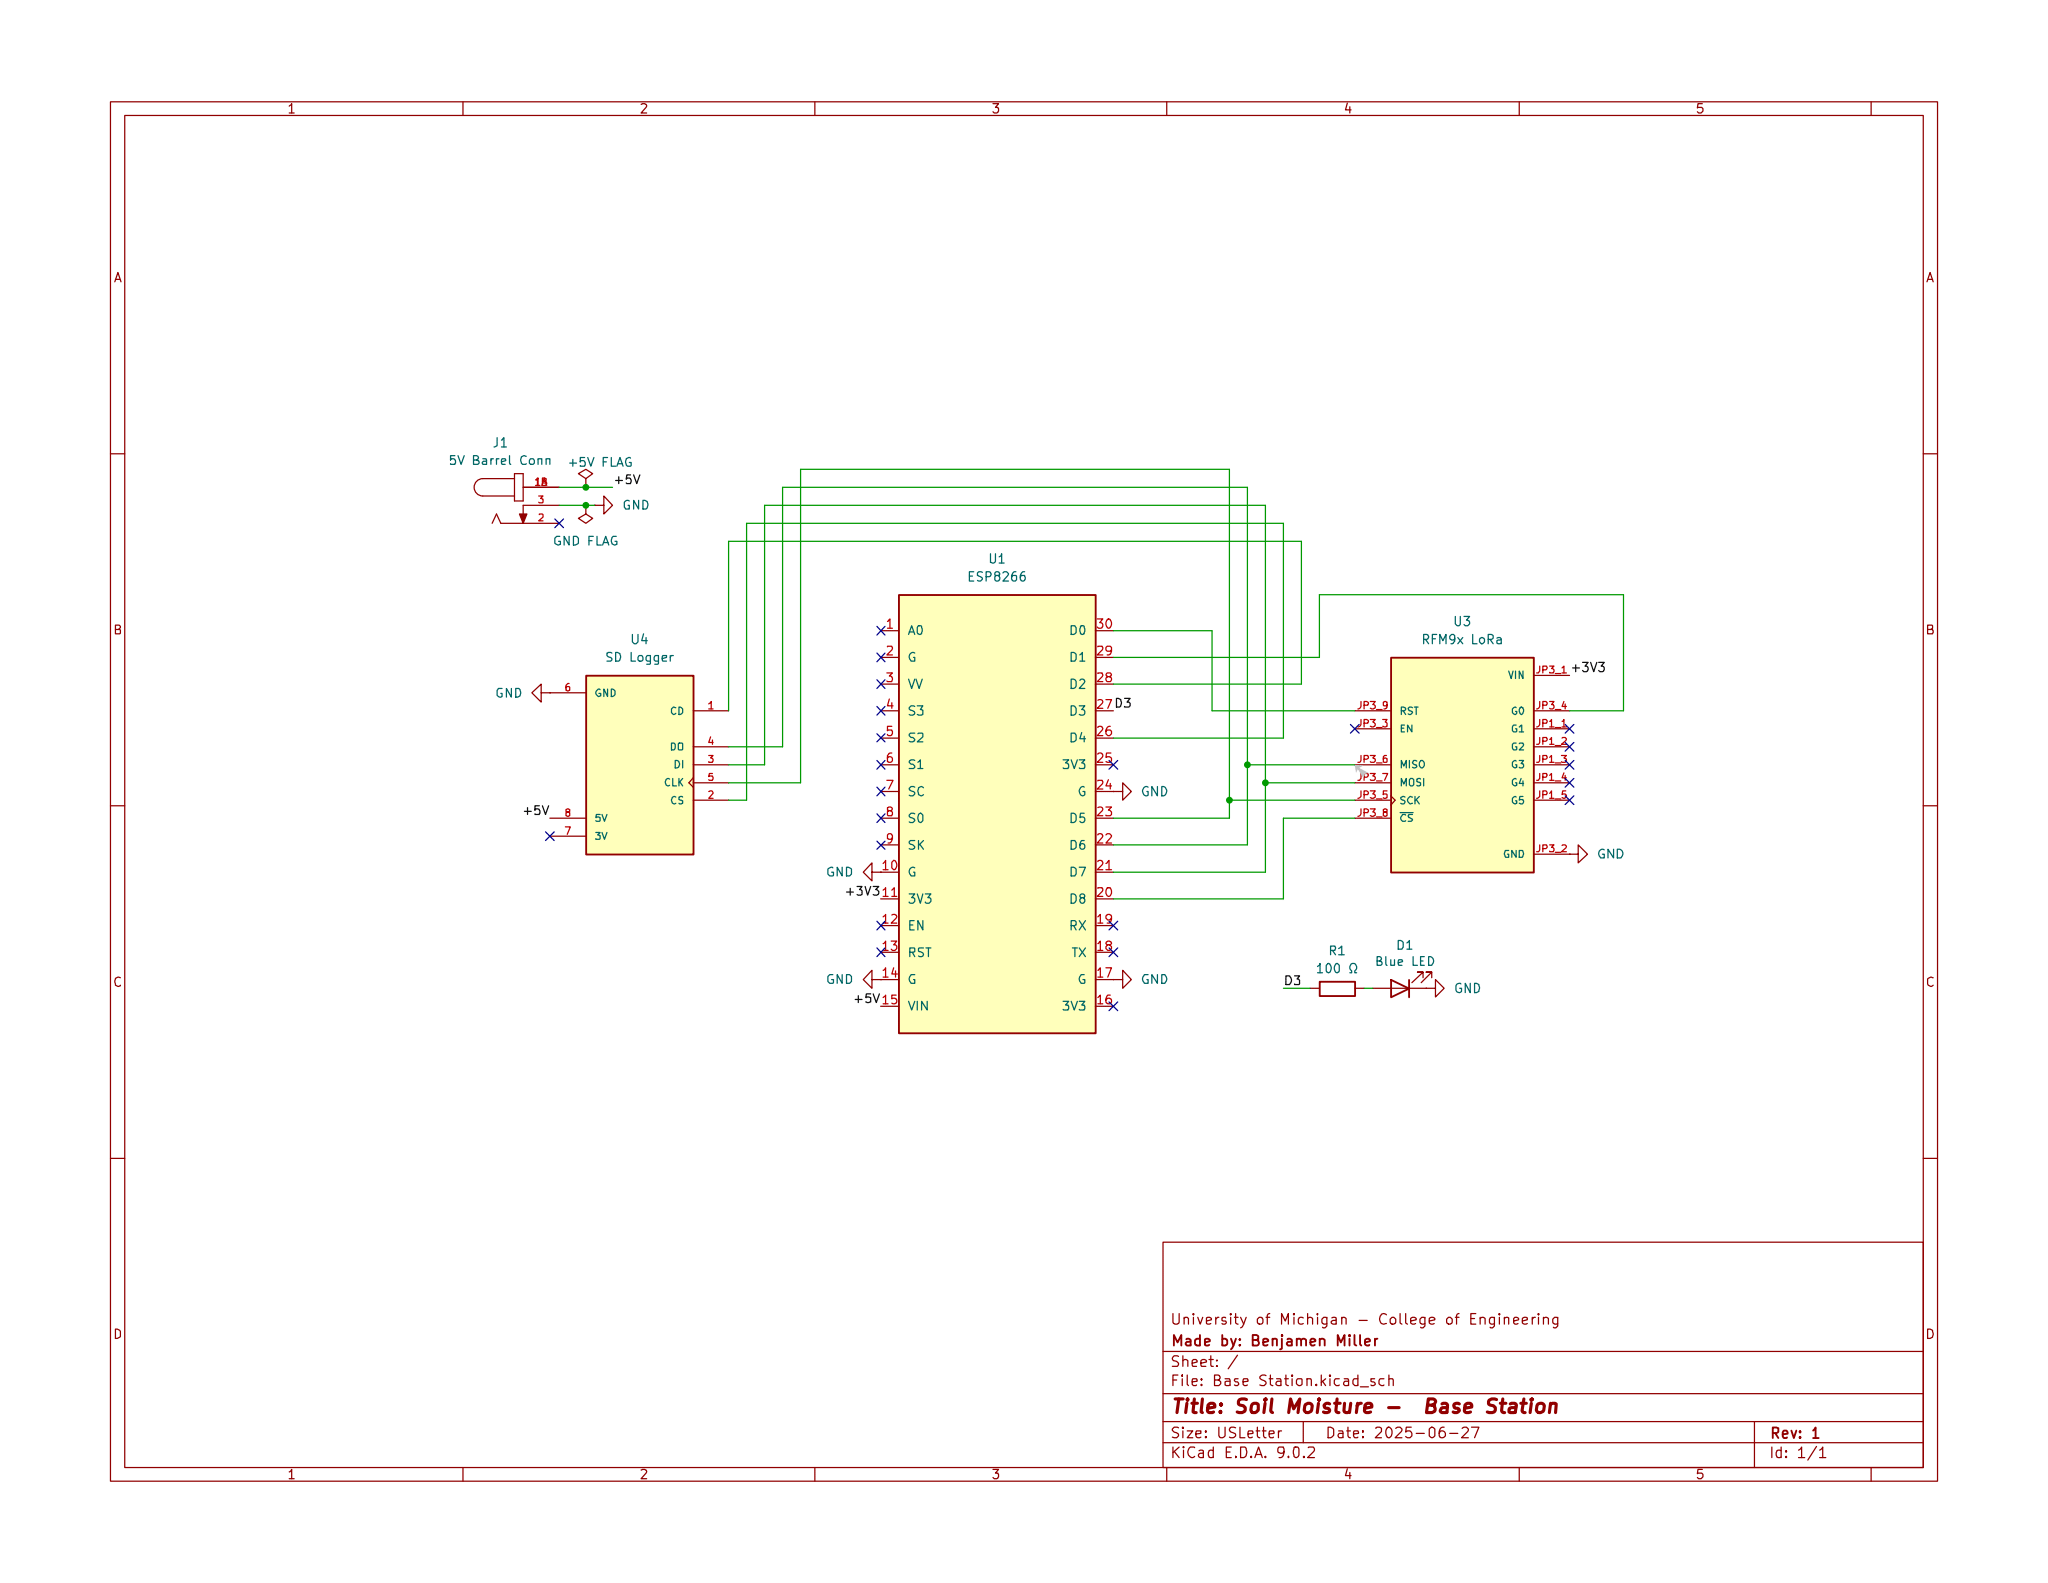 1 2 3 4 5
A A
B B
C C
D D
J1
5V Barrel Conn
+5V FLAG
+5V
3
GND
2
GND FLAG
U4
SD Logger
GND
6
GND
CD
1
DO
4
DI
3
CLK
5
CS
2
+5V
8
5V
7
3V
U1
ESP8266
1 A0 D0 30
2 G D1 29
3 VV D2 28
4 S3 D3 27 D3
5 S2 D4 26
6 S1 3V3 25
7 SC G 24 GND
8 S0 D5 23
9 SK D6 22
GND 10 G D7 21
+3V3 11 3V3 D8 20
12 EN RX 19
13 RST TX 18
GND 14 G G 17 GND
+5V 15 VIN 3V3 16
U3
RFM9x LoRa
VIN JP3_1 +3V3
JP3_9 RST G0 JP3_4
JP3_3 EN G1 JP1_1
G2 JP1_2
JP3_6 MISO G3 JP1_3
JP3_7 MOSI G4 JP1_4
JP3_5 SCK G5 JP1_5
JP3_8 CS
GND JP3_2 GND
R1
100 Ω
D1
Blue LED
D3
GND
University of Michigan – College of Engineering
Made by: Benjamen Miller
Sheet: /
File: Base Station.kicad_sch
Title: Soil Moisture – Base Station
Size: USLetter Date: 2025-06-27 Rev: 1
KiCad E.D.A. 9.0.2 Id: 1/1
1 2 3 4 5